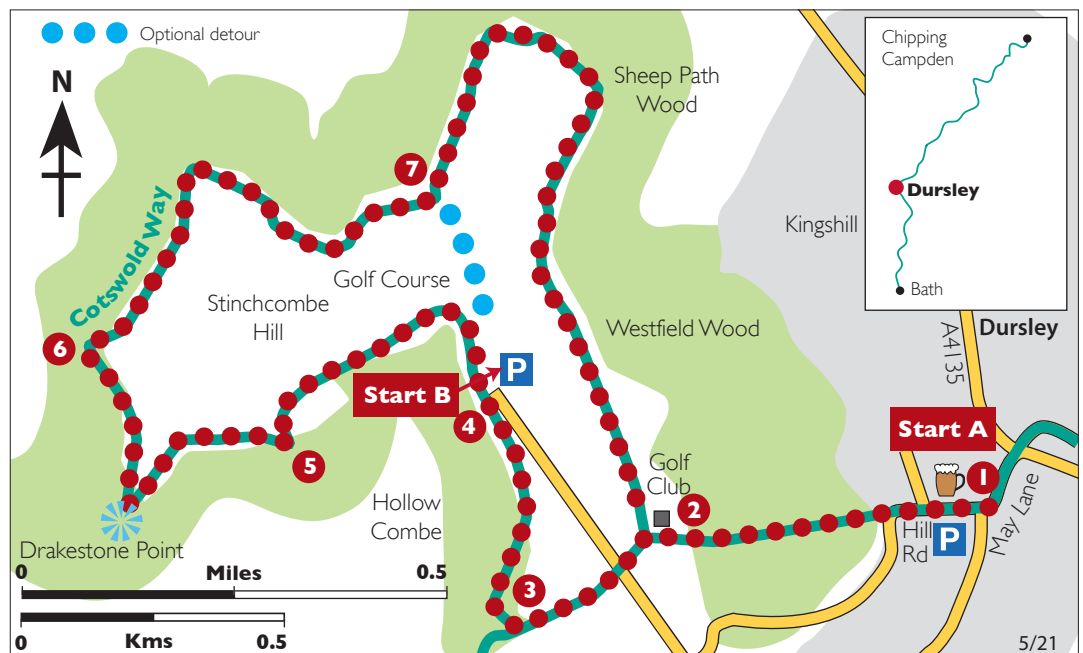 Optional detour
N
Chipping
Campden
Dursley
Bath
Sheep Path
Wood
7
Kingshill
Cotswold Way
Golf Course
Stinchcombe
Hill
Westfield Wood
A4135
Dursley
6
P
Start B
4
Start A
5
Golf
Club
1
2
Hollow
Combe
Hill
Rd
P
May Lane
Drakestone Point
3
0 Miles 0.5
0 Kms 0.5
5/21